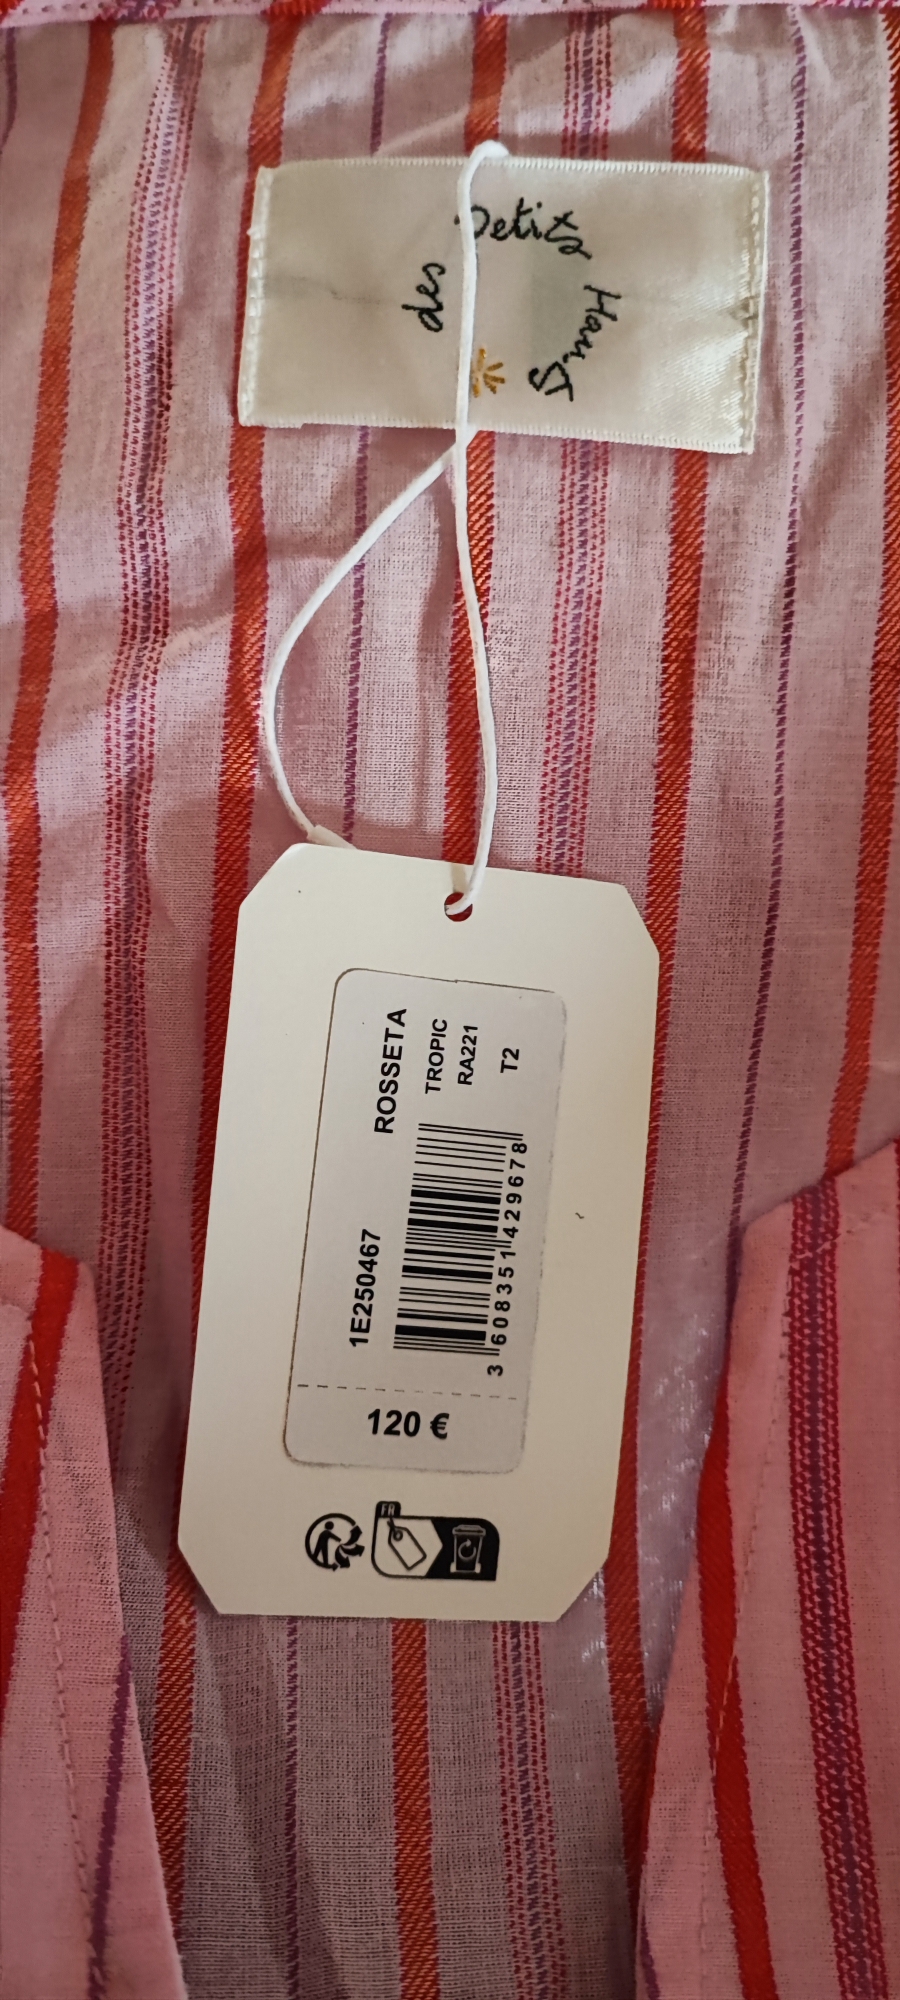 des
Petits
Hauts
1E250467
ROSSETA
TROPIC
RA221
T2
3 608351 429678
120 €
FR